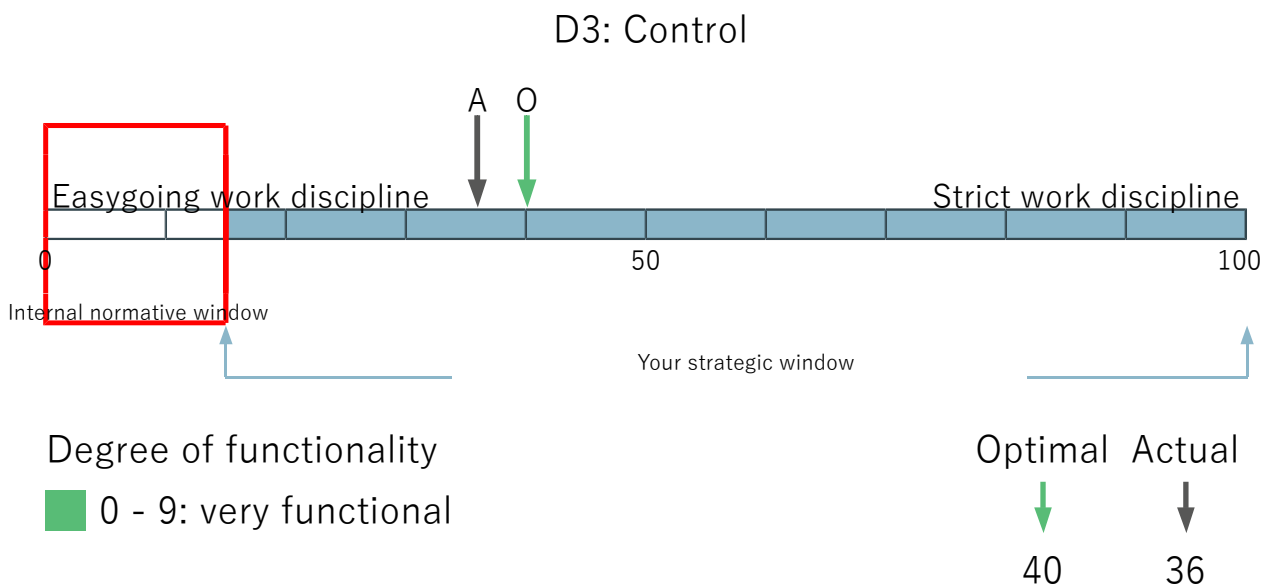 D3: Control
A O
Easygoing work discipline Strict work discipline
0 50 100
Internal normative window
Your strategic window
Degree of functionality
Optimal Actual
0 - 9: very functional
40 36